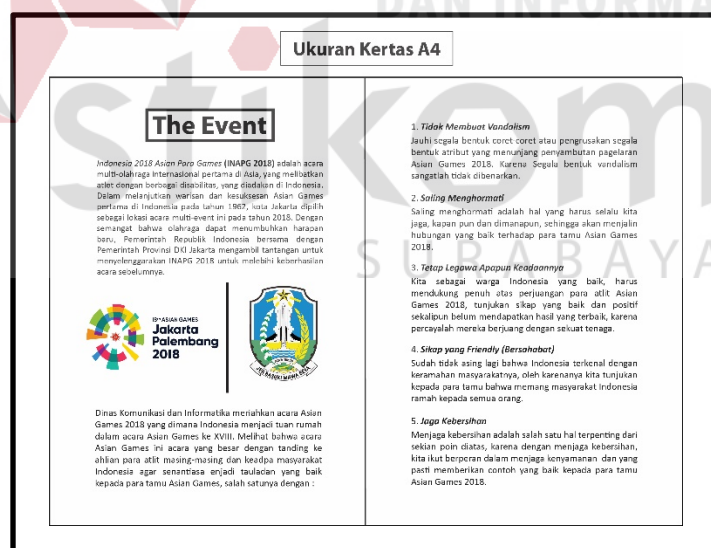 DAN INFORMA
Ukuran Kertas A4
The Event
Indonesia 2018 Asian Para Games (INAPG 2018) adalah acara
multi-olahraga Internasional pertama di Asia, yang melibatkan
atlet dengan berbagai disabilitas, yang diadakan di Indonesia.
Dalam melanjutkan warisan dan kesuksesan Asian Games
pertama di Indonesia pada tahun 1962, kota Jakarta dipilih
sebagai lokasi acara multi-event ini pada tahun 2018. Dengan
semangat bahwa olahraga dapat menumbuhkan harapan
baru, Pemerintah Republik Indonesia bersama dengan
Pemerintah Provinsi DKI Jakarta mengambil tantangan untuk
menyelenggarakan INAPG 2018 untuk melebihi keberhasilan
acara sebelumnya.
18th ASIAN GAMES
Jakarta
Palembang
2018
JER BASUKI MAWA BEYA
Dinas Komunikasi dan Informatika meriahkan acara Asian
Games 2018 yang dimana Indonesia menjadi tuan rumah
dalam acara Asian Games ke XVIII. Melihat bahwa acara
Asian Games ini acara yang besar dengan tanding ke
ahlian para atlit masing-masing dan keadpa masyarakat
Indonesia agar senantiasa enjadi tauladan yang baik
kepada para tamu Asian Games, salah satunya dengan :
1. Tidak Membuat Vandalism
Jauhi segala bentuk coret-coret atau pengrusakan segala
bentuk atribut yang menunjang penyambutan pagelaran
Asian Games 2018. Karena Segala bentuk vandalism
sangatlah tidak dibenarkan.
2. Saling Menghormati
Saling menghormati adalah hal yang harus selalu kita
jaga, kapan pun dan dimanapun, sehingga akan menjalin
hubungan yang baik terhadap para tamu Asian Games
2018.
3. Tetap Legawa Apapun Keadaannya
Kita sebagai warga Indonesia yang baik, harus
mendukung penuh atas perjuangan para atlit Asian
Games 2018, tunjukan sikap yang baik dan positif
sekalipun belum mendapatkan hasil yang terbaik, karena
percayalah mereka berjuang dengan sekuat tenaga.
4. Sikap yang Friendly (Bersahabat)
Sudah tidak asing lagi bahwa Indonesia terkenal dengan
keramahan masyarakatnya, oleh karenanya kita tunjukan
kepada para tamu bahwa memang masyarakat Indonesia
ramah kepada semua orang.
5. Jaga Kebersihan
Menjaga kebersihan adalah salah satu hal terpenting dari
sekian poin diatas, karena dengan menjaga kebersihan,
kita ikut berperan dalam menjaga kenyamanan dan yang
pasti memberikan contoh yang baik kepada para tamu
Asian Games 2018.
stikom
SURABAYA